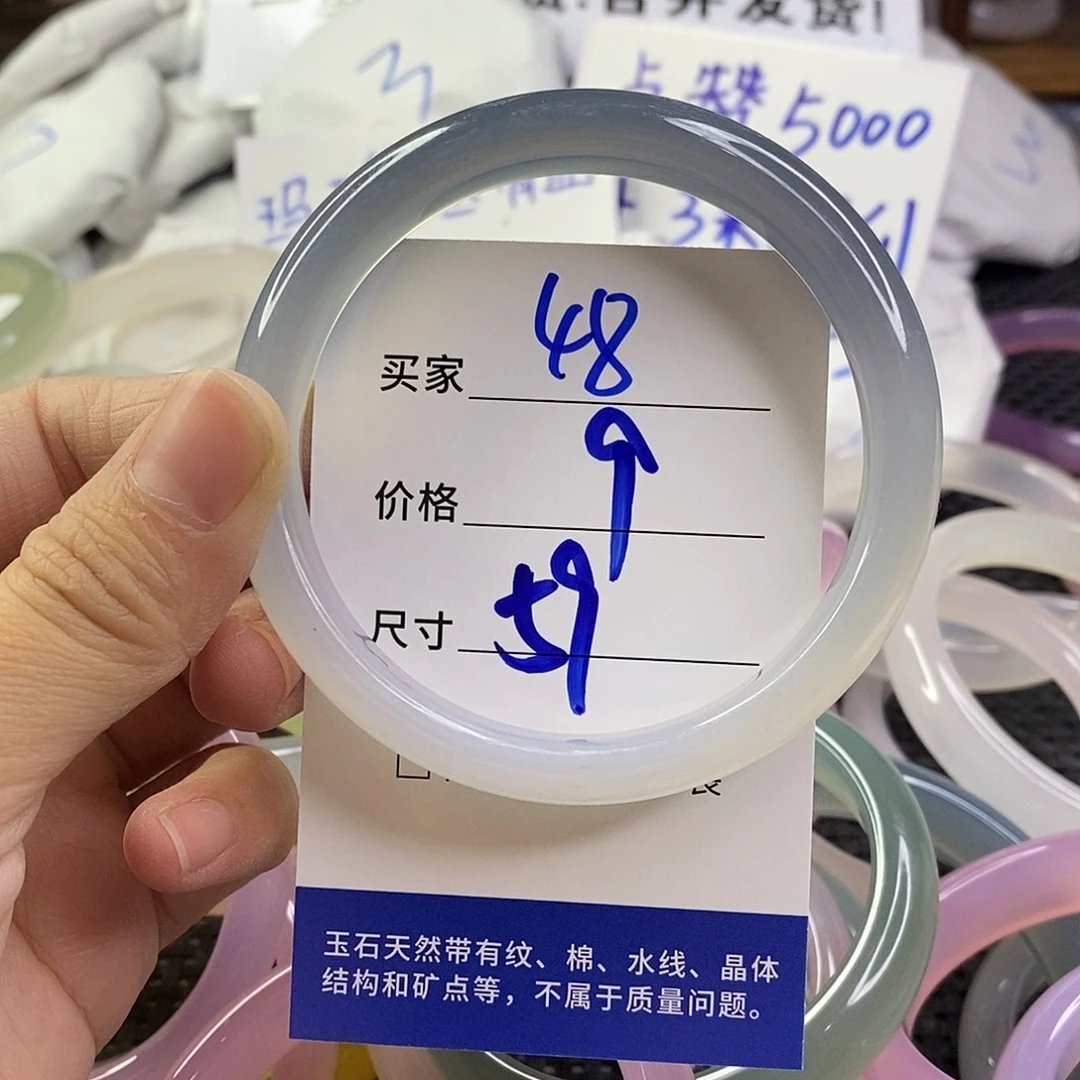 点赞5000
3
玛
48
买家
价格
尺寸 59
玉石天然带有纹、棉、水线、晶体
结构和矿点等，不属于质量问题。